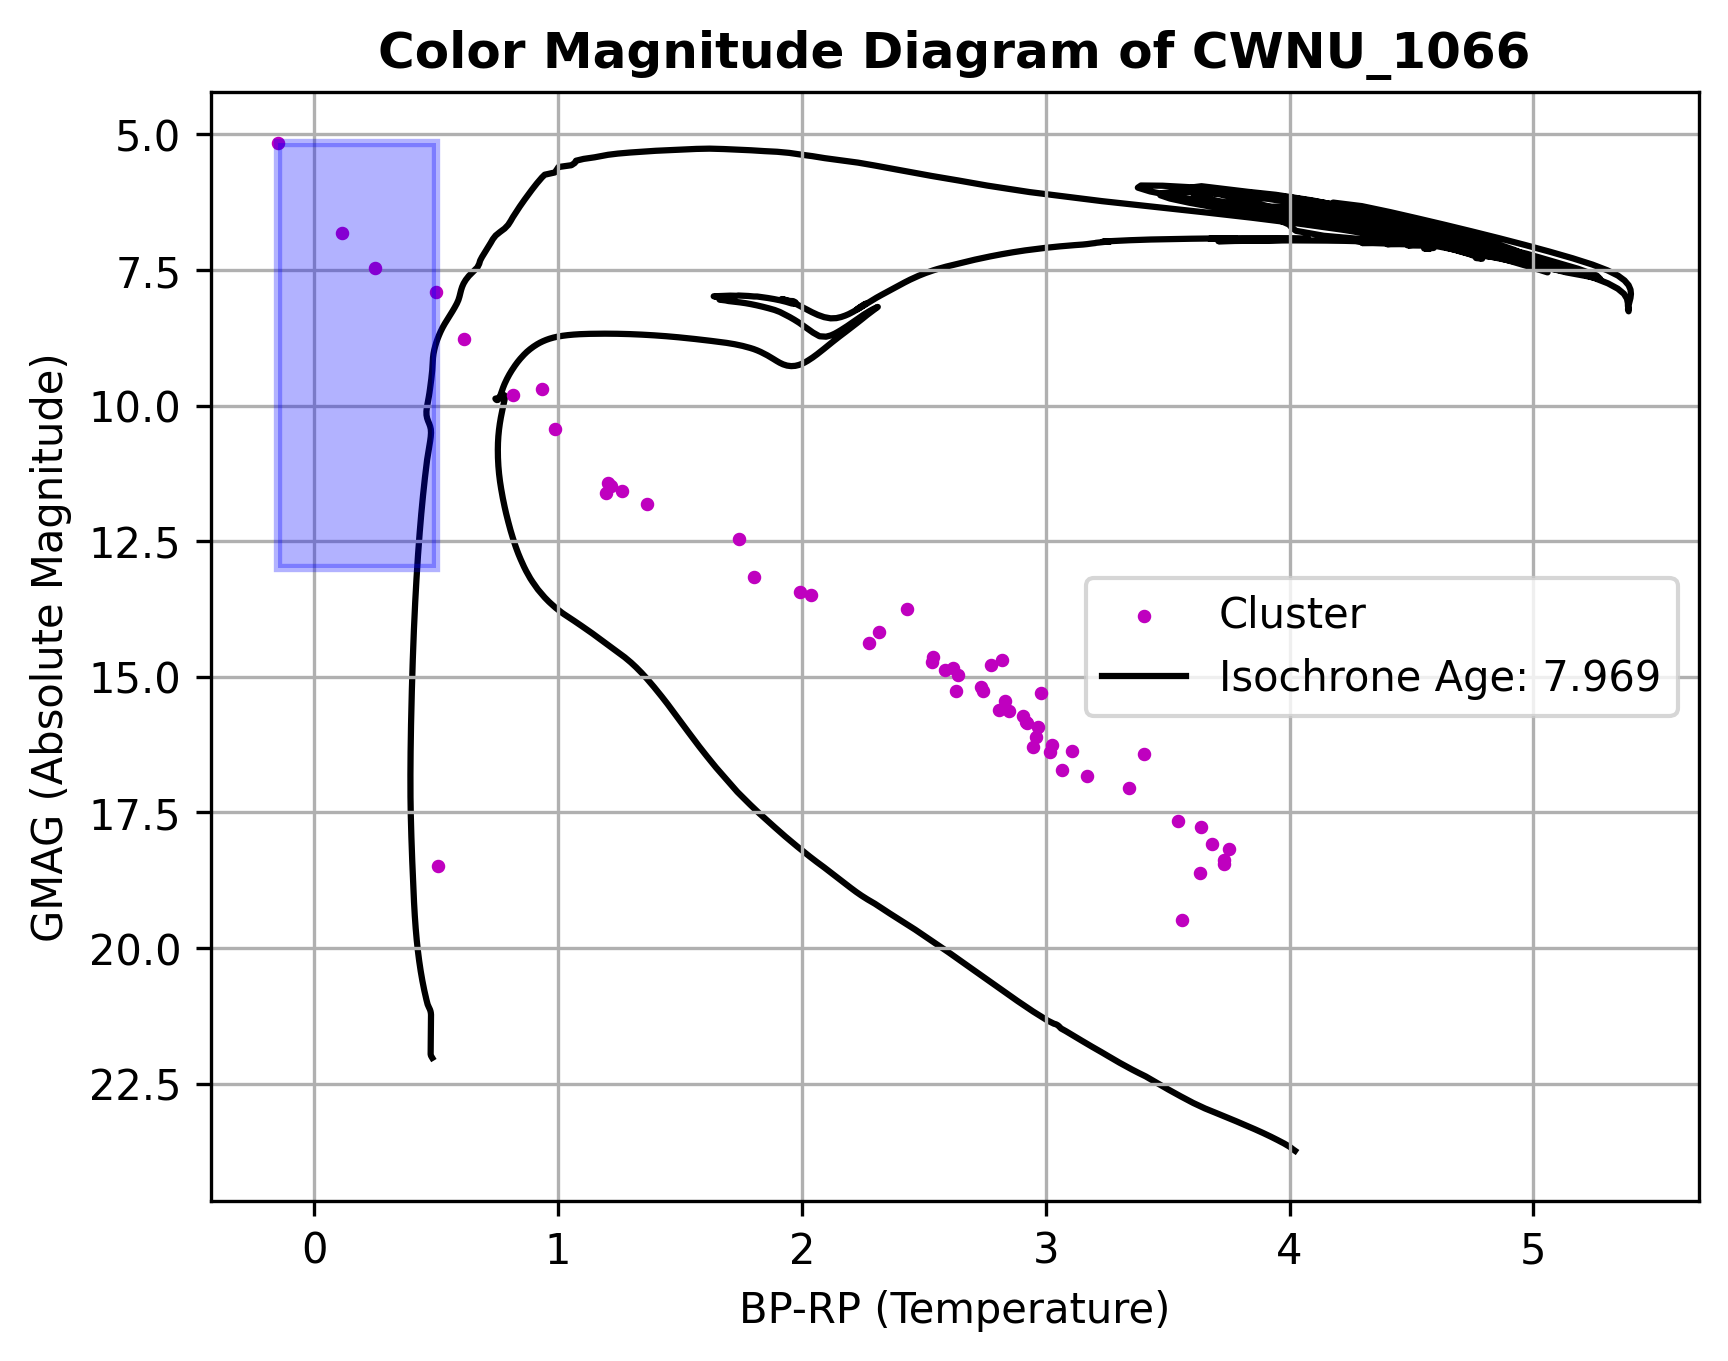 Color Magnitude Diagram of CWNU_1066
GMAG (Absolute Magnitude)
5.0
7.5
10.0
12.5
15.0
17.5
20.0
22.5
Cluster
Isochrone Age: 7.969
0 1 2 3 4 5
BP-RP (Temperature)